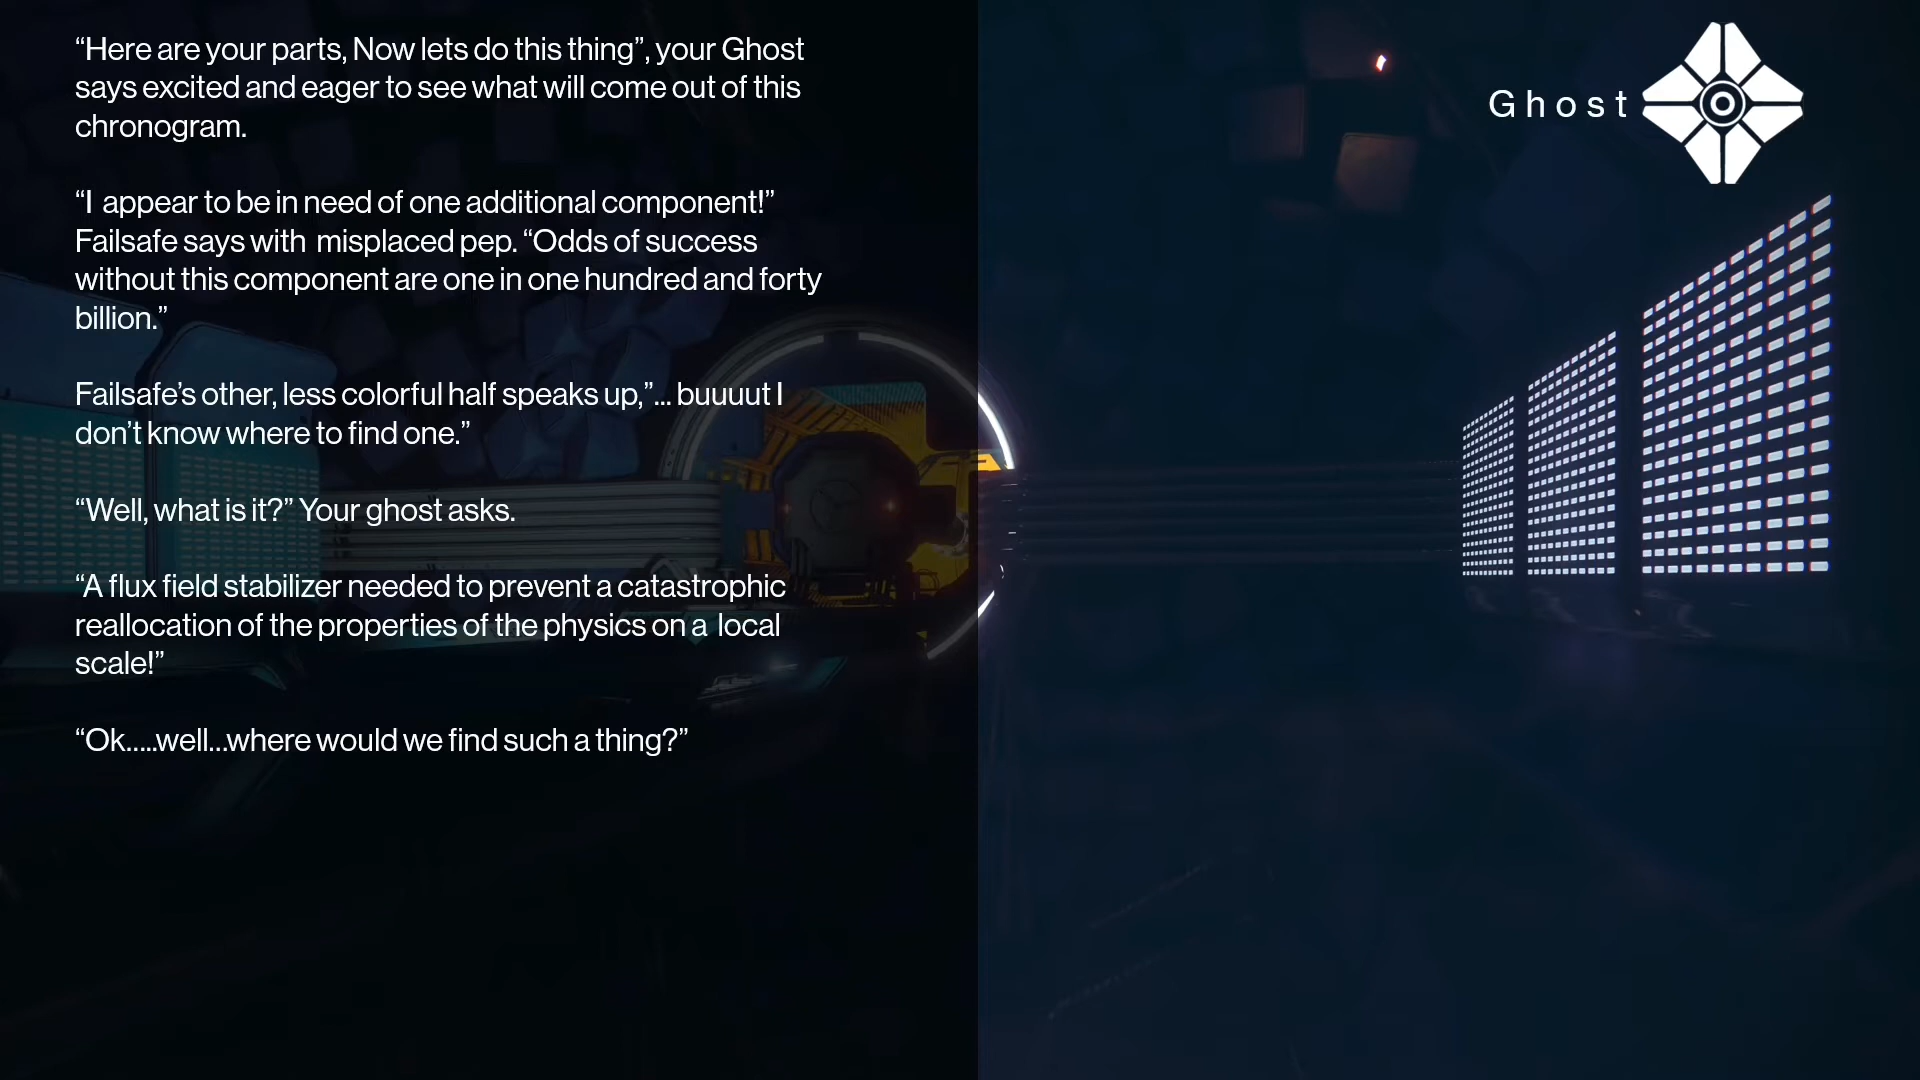 “Here are your parts, Now lets do this thing”, your Ghost
says excited and eager to see what will come out of this
chronogram.
“I  appear to be in need of one additional component!”
Failsafe says with  misplaced pep. “Odds of success
without this component are one in one hundred and forty
billion.”
Failsafe’s other, less colorful half speaks up,”... buuuut I
don’t know where to find one.”
“Well, what is it?” Your ghost asks.
“A flux field stabilizer needed to prevent a catastrophic
reallocation of the properties of the physics on a  local
scale!”
“Ok.....well...where would we find such a thing?”
Ghost